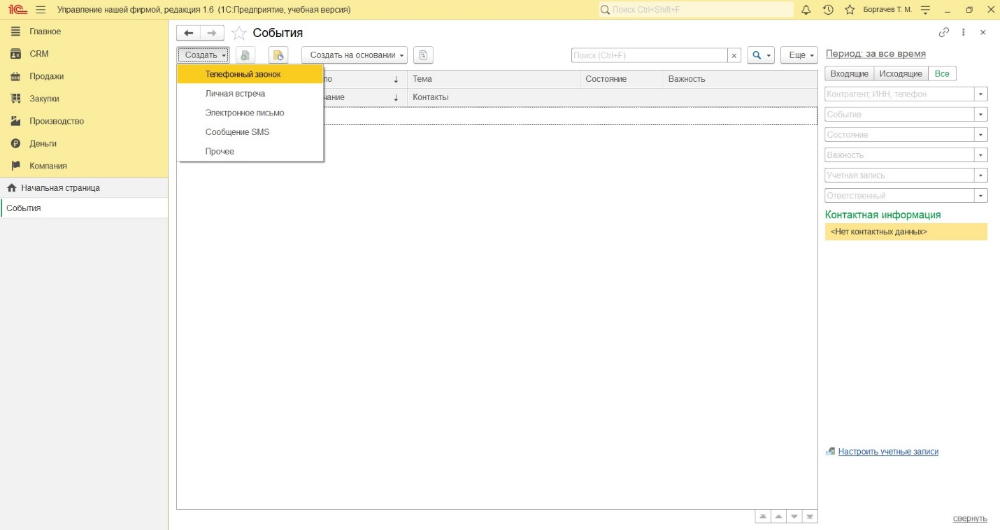 1С Управление нашей фирмой, редакция 1.6 (1С:Предприятие, учебная версия) Поиск Ctrl+Shift+F Боргачев Т. М.
Главное
CRM
Продажи
Закупки
Производство
Деньги
Компания
Начальная страница
События
События
Создать Создать на основании Поиск (Ctrl+F) Еще
Телефонный звонок
Личная встреча
Электронное письмо
Сообщение SMS
Прочее
ло Тема Состояние Важность
чание Контакты
Период: за все время
Входящие Исходящие Все
Контрагент, ИНН, телефон
Событие
Состояние
Важность
Учетная запись
Ответственный
Контактная информация
<Нет контактных данных>
Настроить учетные записи
свернуть